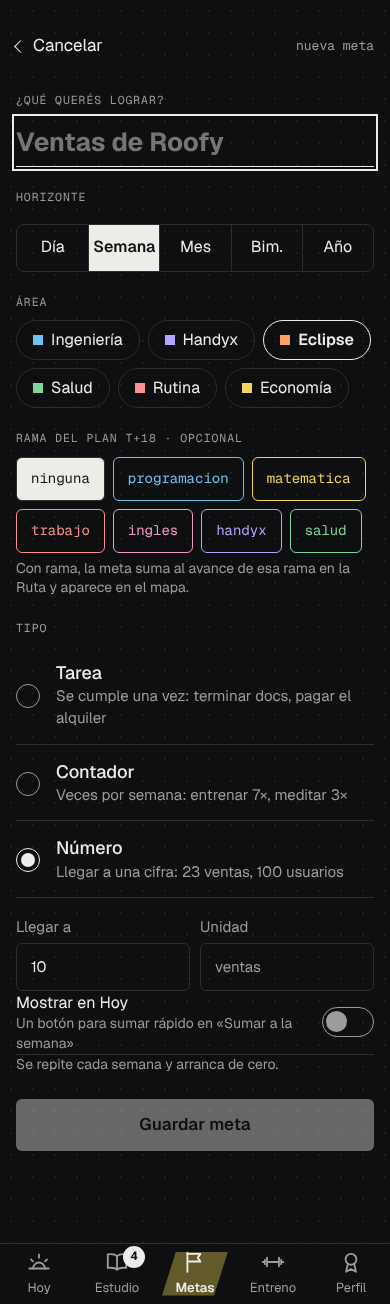 Cancelar
nueva meta
¿QUÉ QUERÉS LOGRAR?
Ventas de Roofy
HORIZONTE
Día
Semana
Mes
Bim.
Año
ÁREA
Ingeniería
Handyx
Eclipse
Salud
Rutina
Economía
RAMA DEL PLAN T+18 · OPCIONAL
ninguna
programacion
matematica
trabajo
ingles
handyx
salud
Con rama, la meta suma al avance de esa rama en la
Ruta y aparece en el mapa.
TIPO
Tarea
Se cumple una vez: terminar docs, pagar el
alquiler
Contador
Veces por semana: entrenar 7×, meditar 3×
Número
Llegar a una cifra: 23 ventas, 100 usuarios
Llegar a
Unidad
10
ventas
Mostrar en Hoy
Un botón para sumar rápido en «Sumar a la
semana»
Se repite cada semana y arranca de cero.
Guardar meta
4
Hoy
Estudio
Metas
Entreno
Perfil